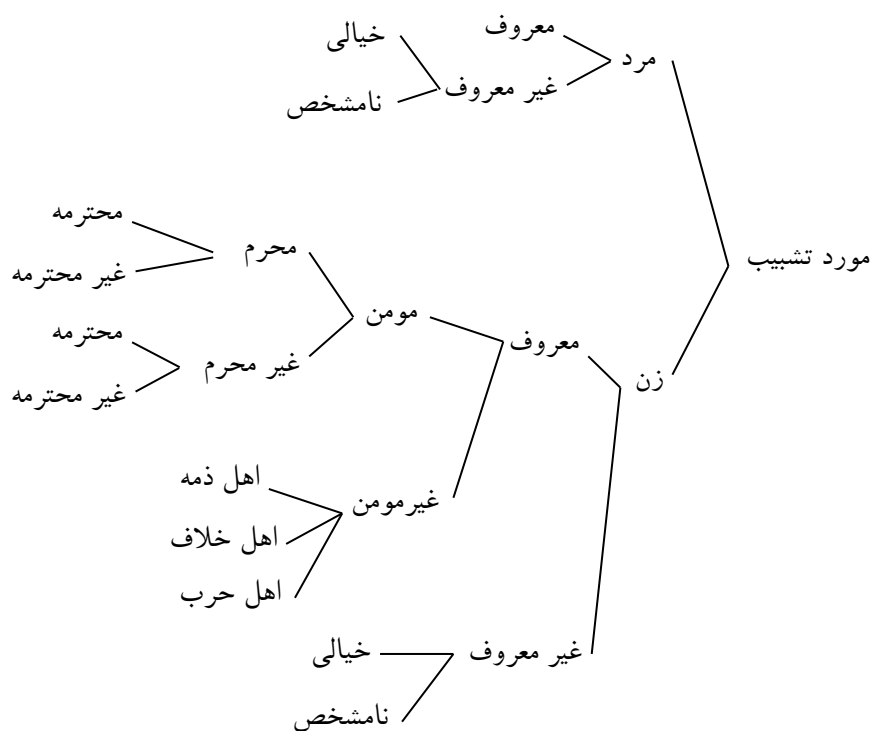 مورد تشبیب
مرد
معروف
غیر معروف
خیالی
نامشخص
زن
معروف
مومن
محرم
محترمه
غیر محترمه
غیر محرم
محترمه
غیر محترمه
غیرمومن
اهل ذمه
اهل خلاف
اهل حرب
غیر معروف
خیالی
نامشخص